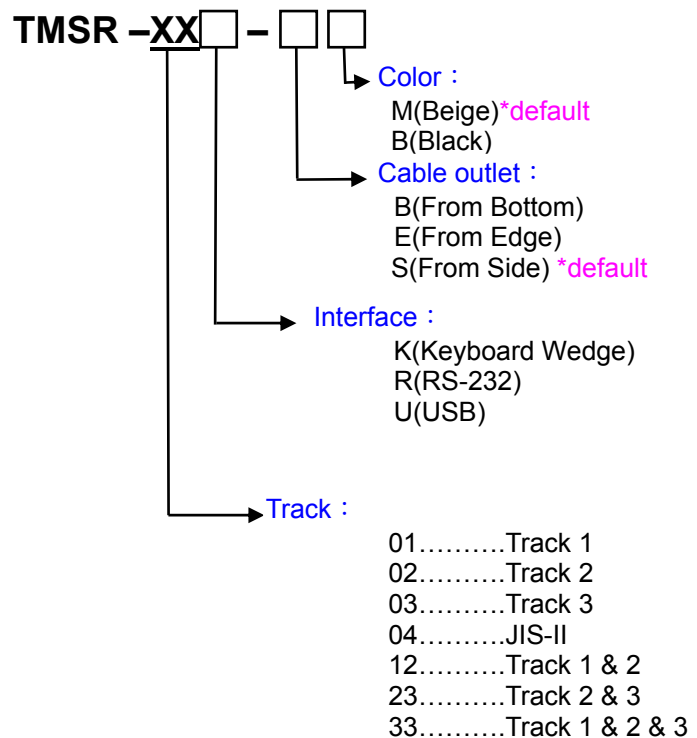 TMSR –XX□ – □ □
Color：
M(Beige)*default
B(Black)
Cable outlet：
B(From Bottom)
E(From Edge)
S(From Side) *default
Interface：
K(Keyboard Wedge)
R(RS-232)
U(USB)
Track：
01……….Track 1
02……….Track 2
03……….Track 3
04……….JIS-II
12……….Track 1 & 2
23……….Track 2 & 3
33……….Track 1 & 2 & 3